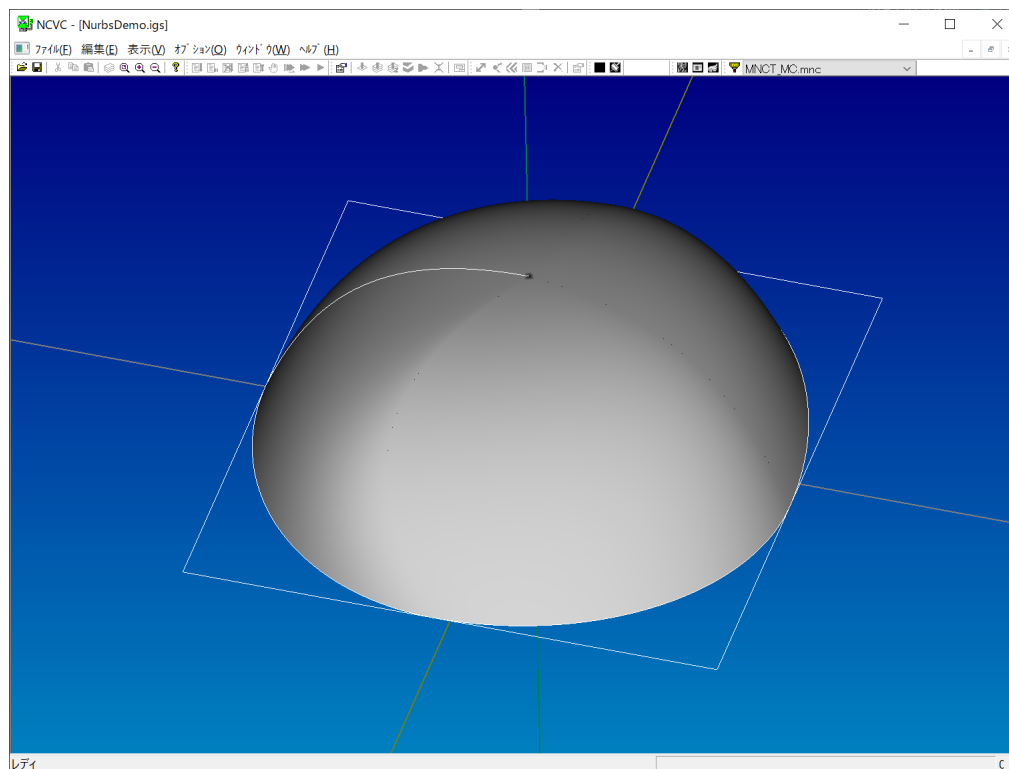 NCVC - [NurbsDemo.igs]
ファイル(F) 編集(E) 表示(V) オプション(O) ウィンドウ(W) ヘルプ(H)
MNCT_MC.mnc
レディ